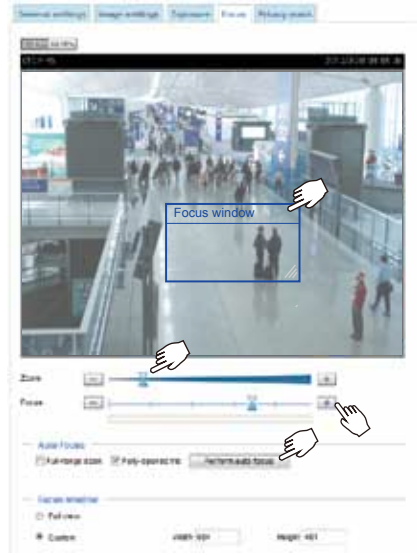 General settings Image settings Exposure Focus Privacy mask
Focus window
Zoom
Focus
Auto Focus
Full-range scan Fully-opened iris Perform auto focus
Focus window
Full view
Custom Width Height